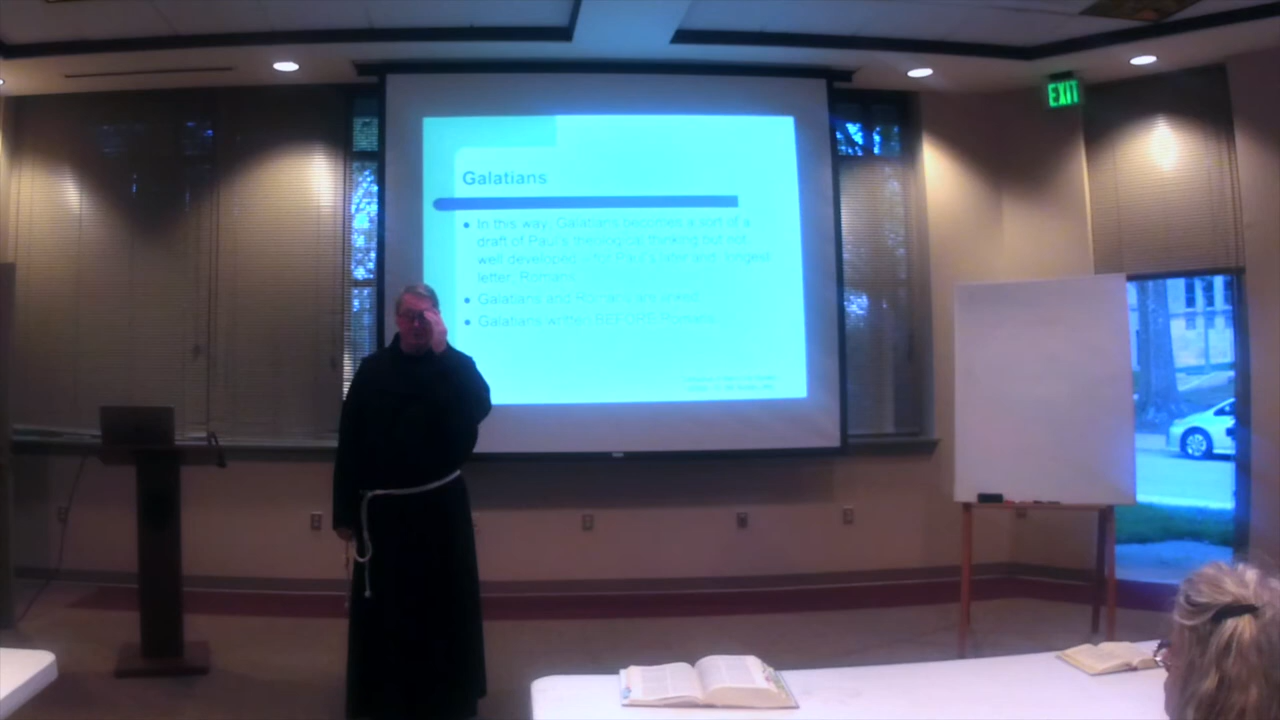 EXIT
Galatians
• In this way, Galatians becomes a sort of a
draft of Paul's theological thinking but not
well developed for Paul's later and longest
letter, Romans
• Galatians and Romans are linked
• Galatians written BEFORE Romans